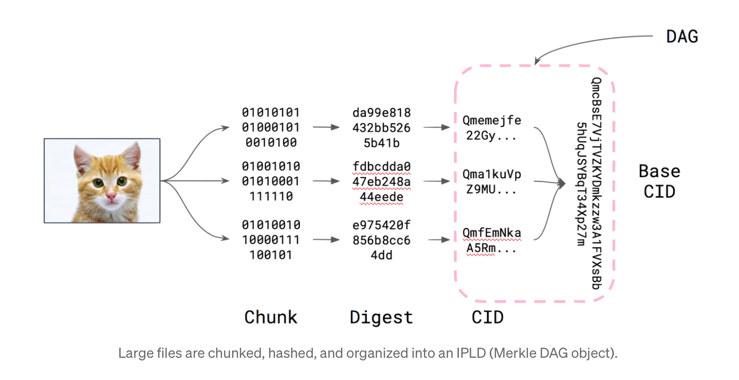 DAG
01010101
01000101
0010100
da99e818
432bb526
5b41b
Qmemejfe
22Gy...
01001010
01010001
111110
fdbcdda0
47eb248a
44eede
Qma1kuVp
Z9MU...
01010010
10000111
100101
e975420f
856b8cc6
4dd
QmfEmNka
A5Rm...
QmcBsE7VjTVZKYDmkzzw3A1FVXsBb
5hUqJSYBqT34Xp27m
Base
CID
Chunk
Digest
CID
Large files are chunked, hashed, and organized into an IPLD (Merkle DAG object).